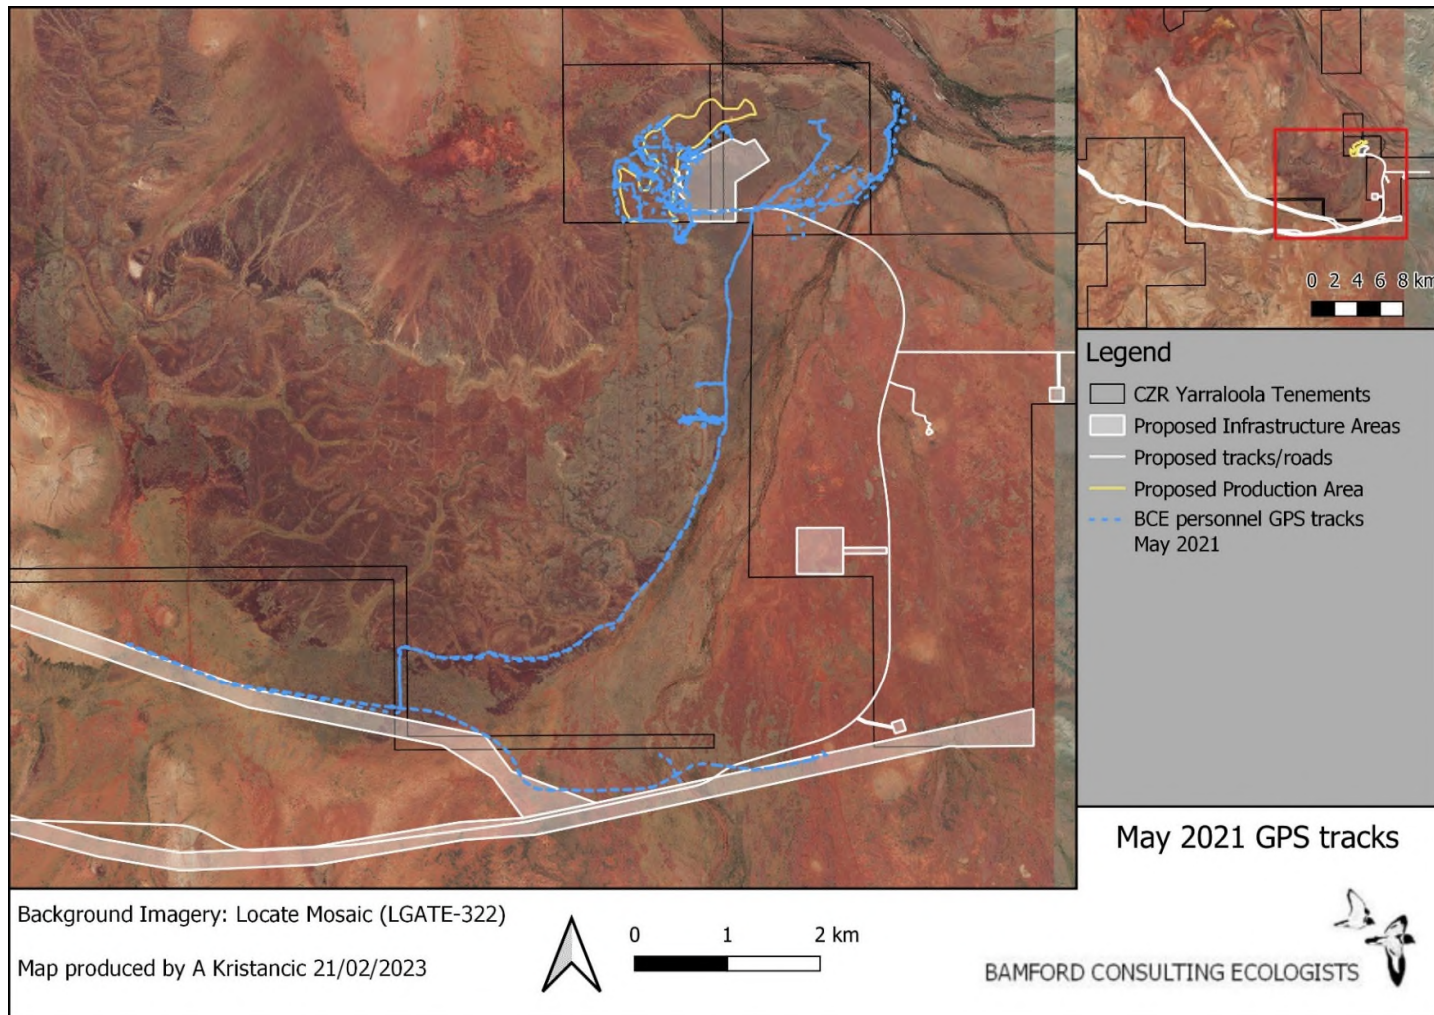 0 2 4 6 8 km
Legend
CZR Yarraloola Tenements
Proposed Infrastructure Areas
Proposed tracks/roads
Proposed Production Area
BCE personnel GPS tracks
May 2021
May 2021 GPS tracks
Background Imagery: Locate Mosaic (LGATE-322)
Map produced by A Kristancic 21/02/2023
0 1 2 km
BAMFORD CONSULTING ECOLOGISTS